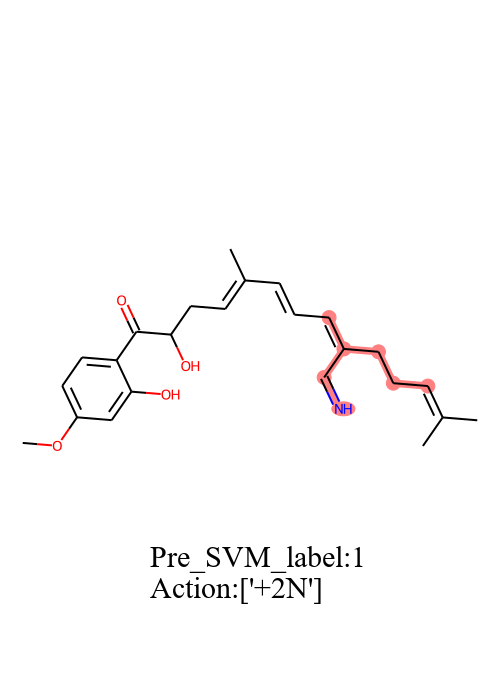 O
OH
OH
NH
O
Pre_SVM_label:1
Action:['+2N']